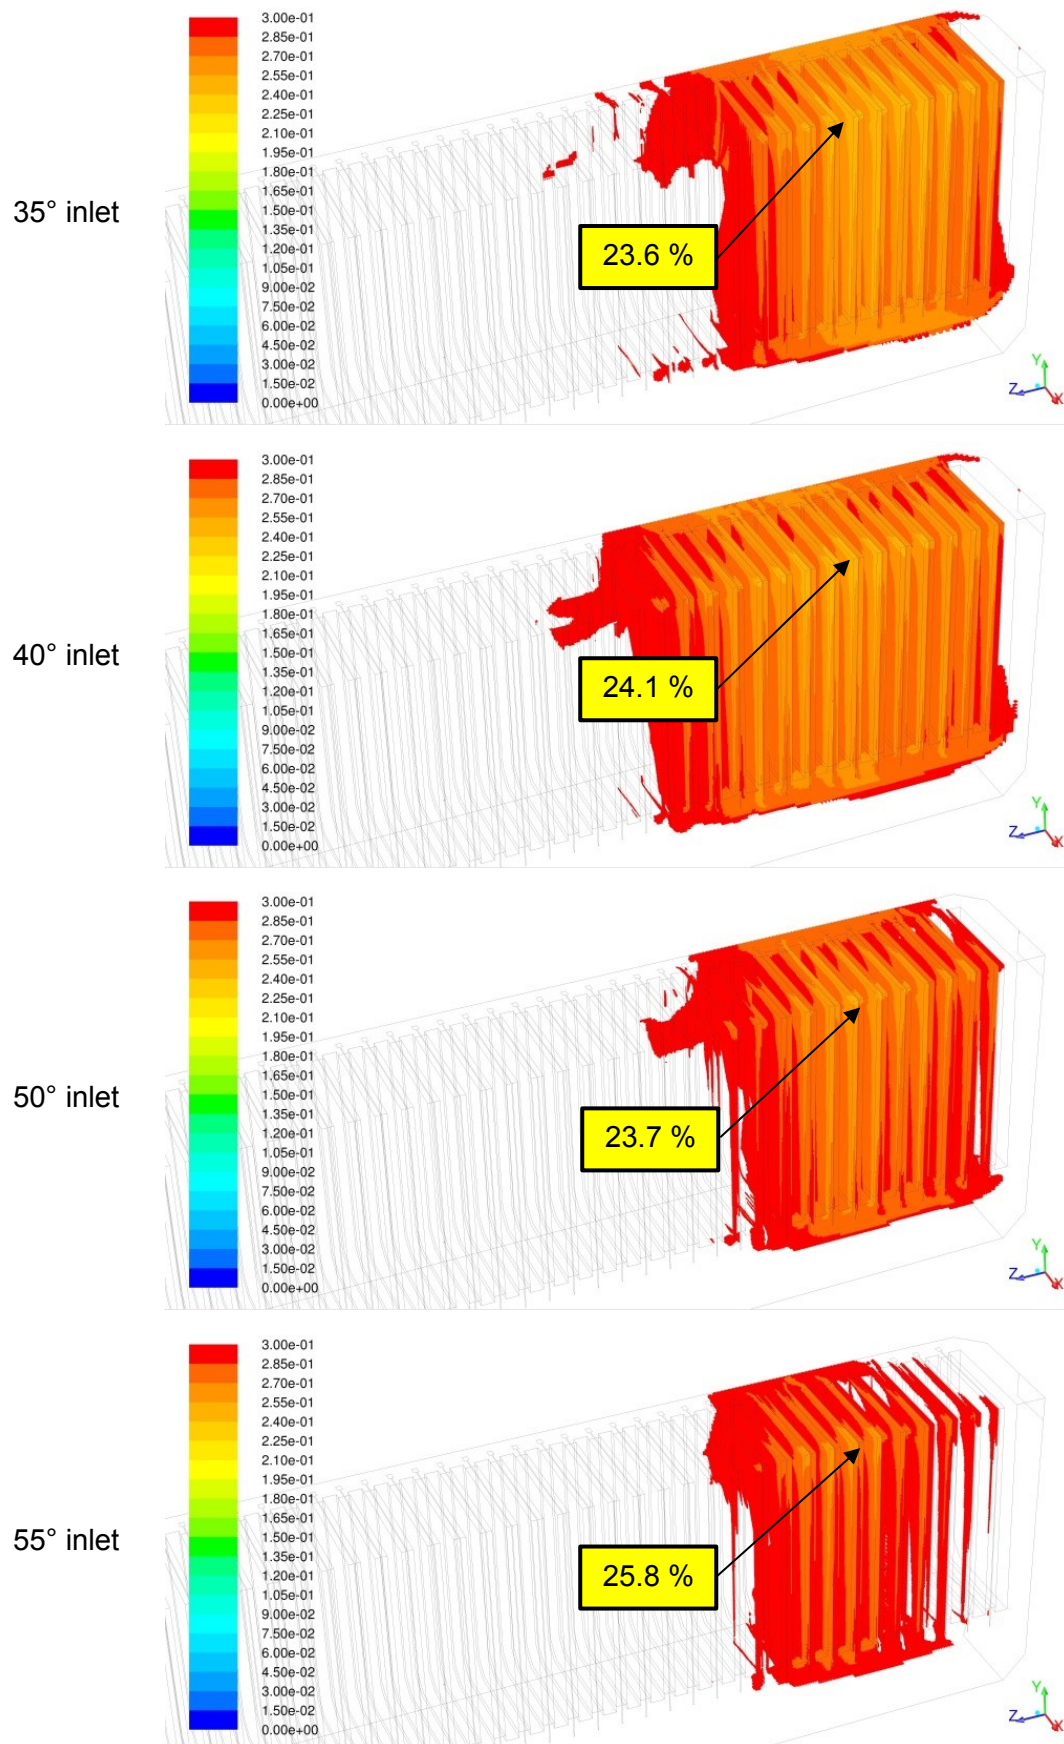 3.00e-01
2.85e-01
2.70e-01
2.55e-01
2.40e-01
2.25e-01
2.10e-01
1.95e-01
1.80e-01
1.65e-01
1.50e-01
1.35e-01
1.20e-01
1.05e-01
9.00e-02
7.50e-02
6.00e-02
4.50e-02
3.00e-02
1.50e-02
0.00e+00
35° inlet
23.6 %
Y
Z
X
3.00e-01
2.85e-01
2.70e-01
2.55e-01
2.40e-01
2.25e-01
2.10e-01
1.95e-01
1.80e-01
1.65e-01
1.50e-01
1.35e-01
1.20e-01
1.05e-01
9.00e-02
7.50e-02
6.00e-02
4.50e-02
3.00e-02
1.50e-02
0.00e+00
40° inlet
24.1 %
Y
Z
X
3.00e-01
2.85e-01
2.70e-01
2.55e-01
2.40e-01
2.25e-01
2.10e-01
1.95e-01
1.80e-01
1.65e-01
1.50e-01
1.35e-01
1.20e-01
1.05e-01
9.00e-02
7.50e-02
6.00e-02
4.50e-02
3.00e-02
1.50e-02
0.00e+00
50° inlet
23.7 %
Y
Z
X
3.00e-01
2.85e-01
2.70e-01
2.55e-01
2.40e-01
2.25e-01
2.10e-01
1.95e-01
1.80e-01
1.65e-01
1.50e-01
1.35e-01
1.20e-01
1.05e-01
9.00e-02
7.50e-02
6.00e-02
4.50e-02
3.00e-02
1.50e-02
0.00e+00
55° inlet
25.8 %
Y
Z
X